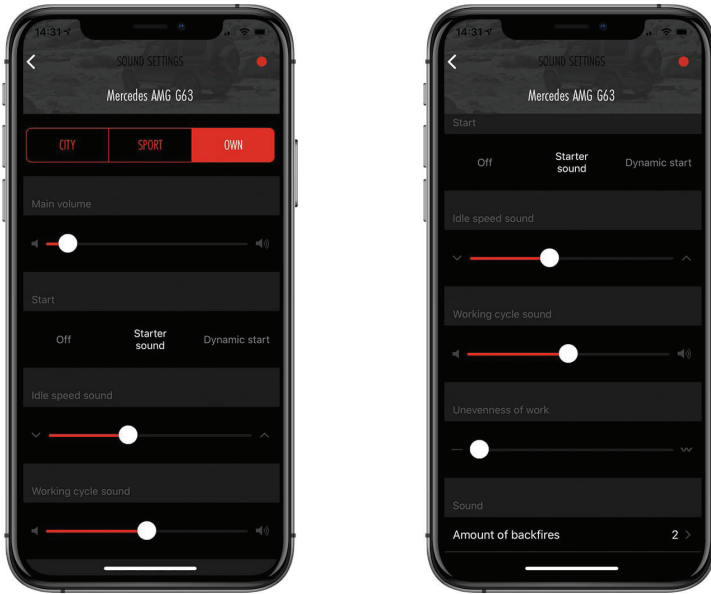 14:31
SOUND SETTINGS
Mercedes AMG G63
CITY SPORT OWN
Main volume
Start
Off Starter sound Dynamic start
Idle speed sound
Working cycle sound
14:31
SOUND SETTINGS
Mercedes AMG G63
Start
Off Starter sound Dynamic start
Idle speed sound
Working cycle sound
Unevenness of work
Sound
Amount of backfires 2